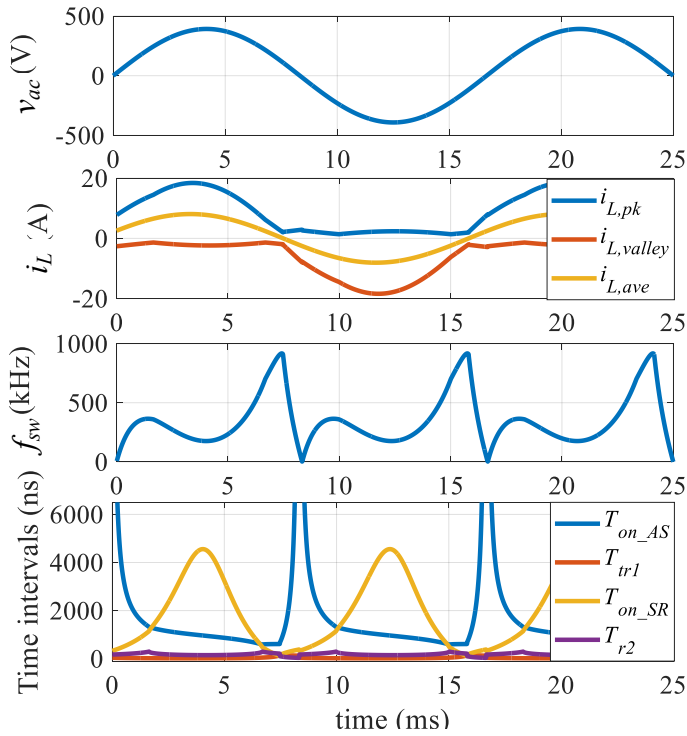 500
0
-500
v_ac (V)
0 5 10 15 20 25
20
0
-20
i_L (A)
i_L,pk
i_L,valley
i_L,ave
0 5 10 15 20 25
1000
500
0
f_sw (kHz)
0 5 10 15 20 25
6000
4000
2000
0
Time intervals (ns)
T_on_AS
T_tr1
T_on_SR
T_r2
0 5 10 15 20 25
time (ms)